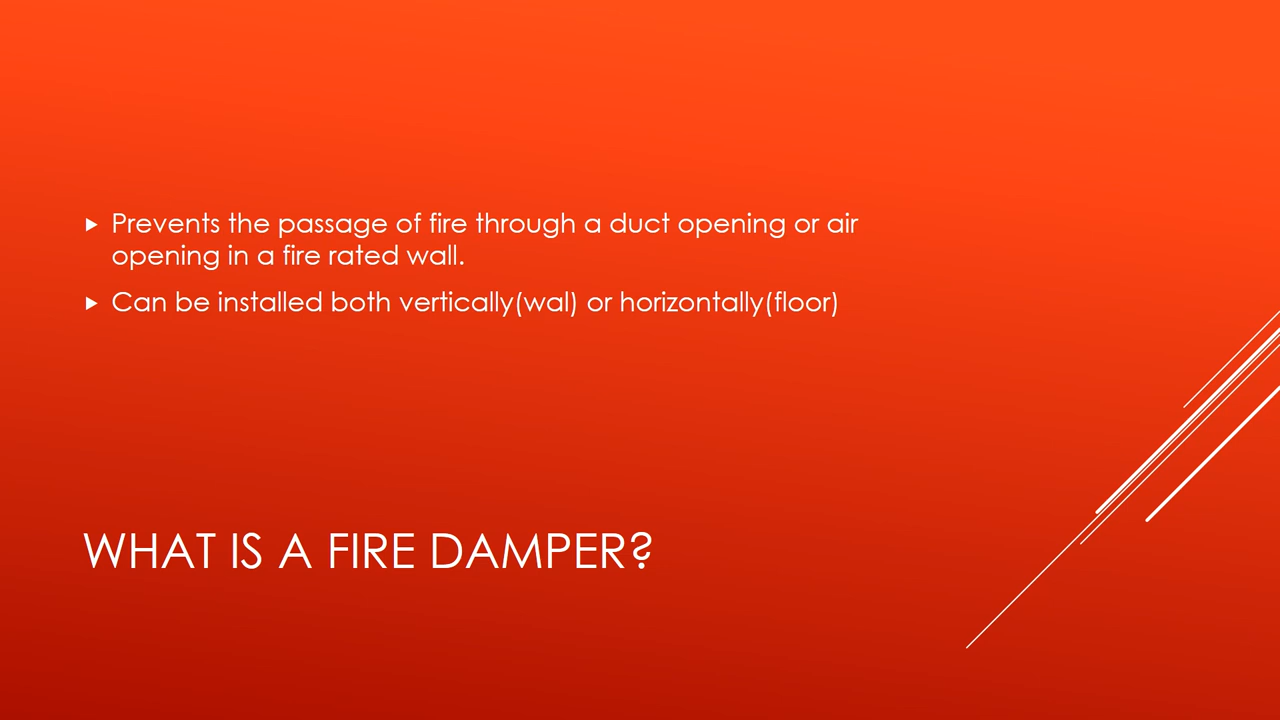 Prevents the passage of fire through a duct opening or air
opening in a fire rated wall.
Can be installed both vertically(wal) or horizontally(floor)
WHAT IS A FIRE DAMPER?